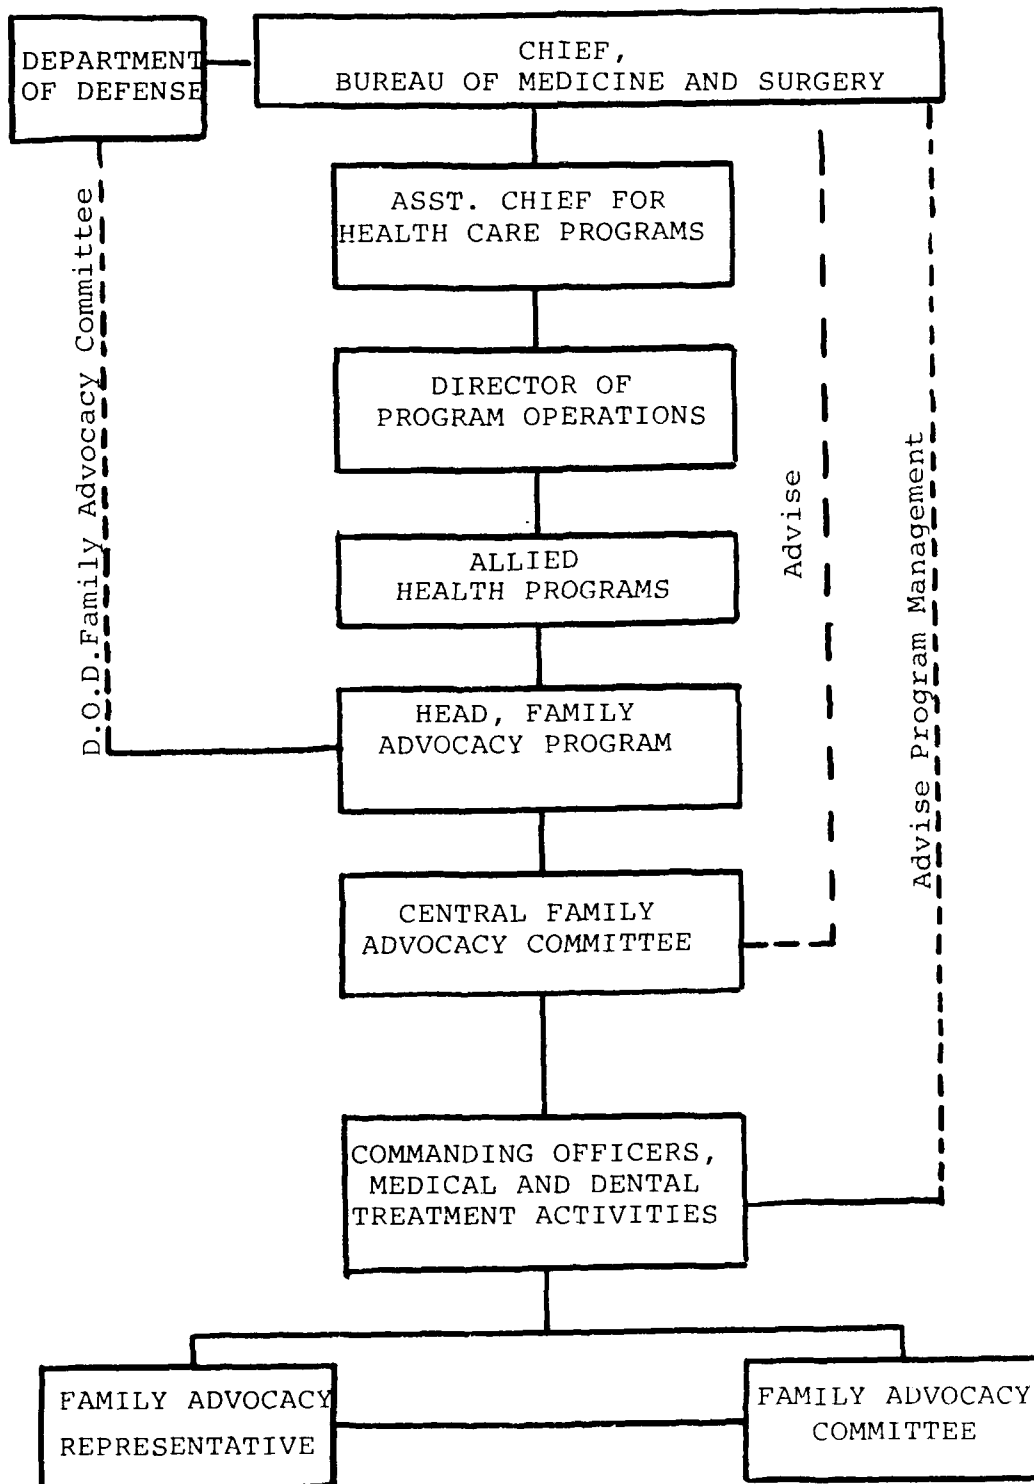 DEPARTMENT
OF DEFENSE
CHIEF,
BUREAU OF MEDICINE AND SURGERY
ASST. CHIEF FOR
HEALTH CARE PROGRAMS
DIRECTOR OF
PROGRAM OPERATIONS
ALLIED
HEALTH PROGRAMS
HEAD, FAMILY
ADVOCACY PROGRAM
CENTRAL FAMILY
ADVOCACY COMMITTEE
COMMANDING OFFICERS,
MEDICAL AND DENTAL
TREATMENT ACTIVITIES
FAMILY ADVOCACY
REPRESENTATIVE
FAMILY ADVOCACY
COMMITTEE
D.O.D.Family Advocacy Committee
Advise
Advise Program Management